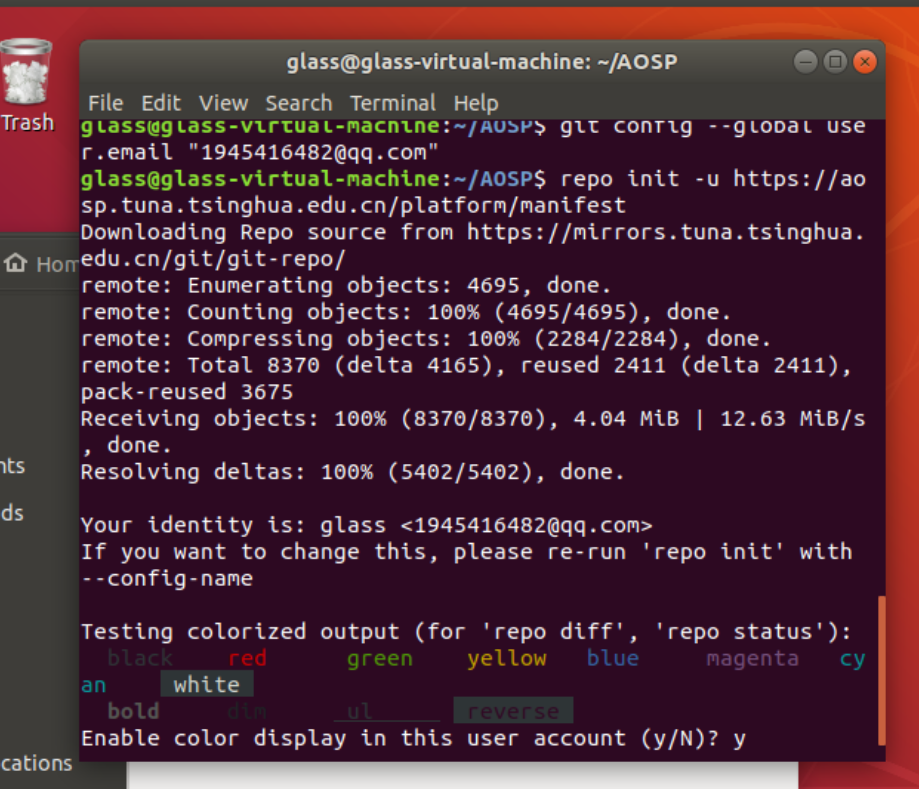 glass@glass-virtual-machine: ~/AOSP
Trash
File Edit View Search Terminal Help
glass@glass-virtual-machine:~/AOSP$ git config --global use
r.email "1945416482@qq.com"
glass@glass-virtual-machine:~/AOSP$ repo init -u https://ao
sp.tuna.tsinghua.edu.cn/platform/manifest
Downloading Repo source from https://mirrors.tuna.tsinghua.
edu.cn/git/git-repo/
Hom
remote: Enumerating objects: 4695, done.
remote: Counting objects: 100% (4695/4695), done.
remote: Compressing objects: 100% (2284/2284), done.
remote: Total 8370 (delta 4165), reused 2411 (delta 2411),
pack-reused 3675
Receiving objects: 100% (8370/8370), 4.04 MiB | 12.63 MiB/s
, done.
Resolving deltas: 100% (5402/5402), done.
nts
ds
Your identity is: glass <1945416482@qq.com>
If you want to change this, please re-run 'repo init' with
--config-name
Testing colorized output (for 'repo diff', 'repo status'):
black red green yellow blue magenta cy
an white
bold dim ul reverse
Enable color display in this user account (y/N)? y
cations